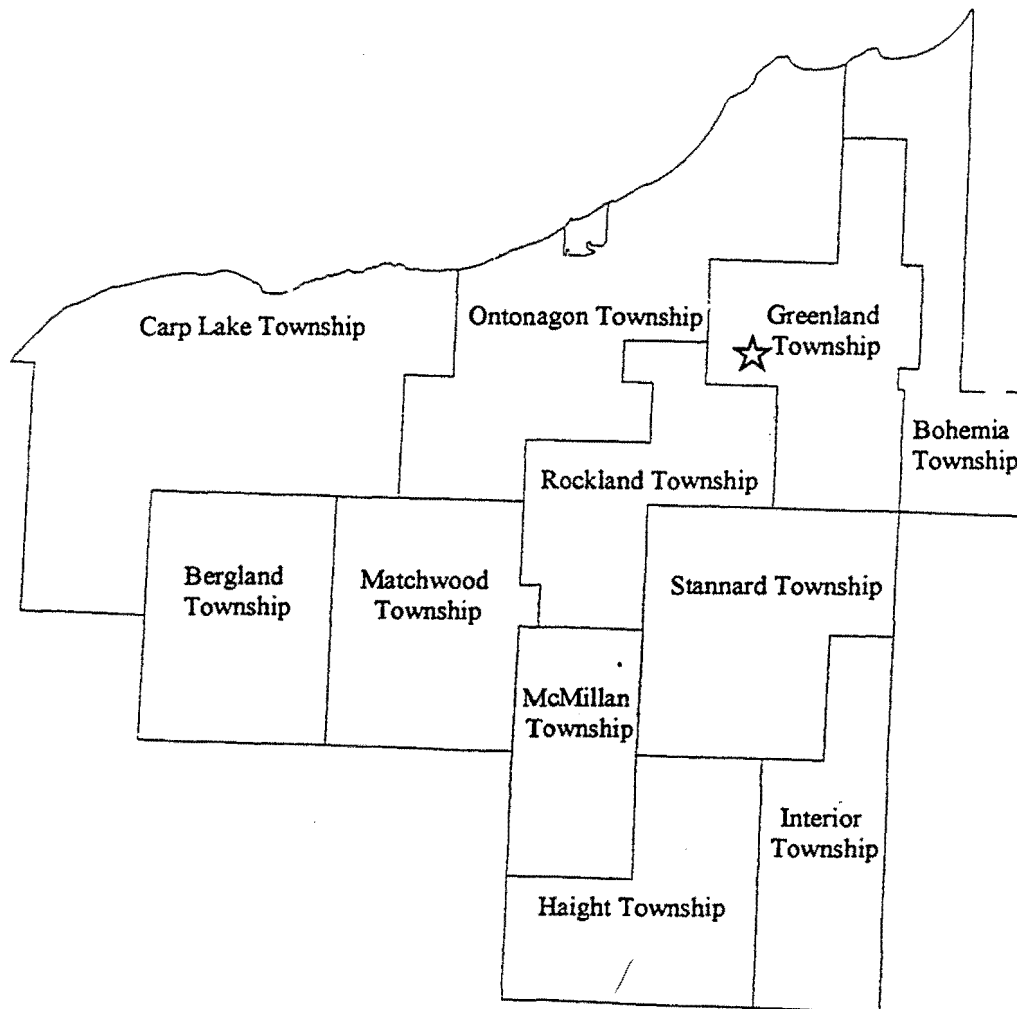 Carp Lake Township
Ontonagon Township
Greenland
Township
Bohemia
Township
Rockland Township
Bergland
Township
Matchwood
Township
Stannard Township
McMillan
Township
Interior
Township
Haight Township